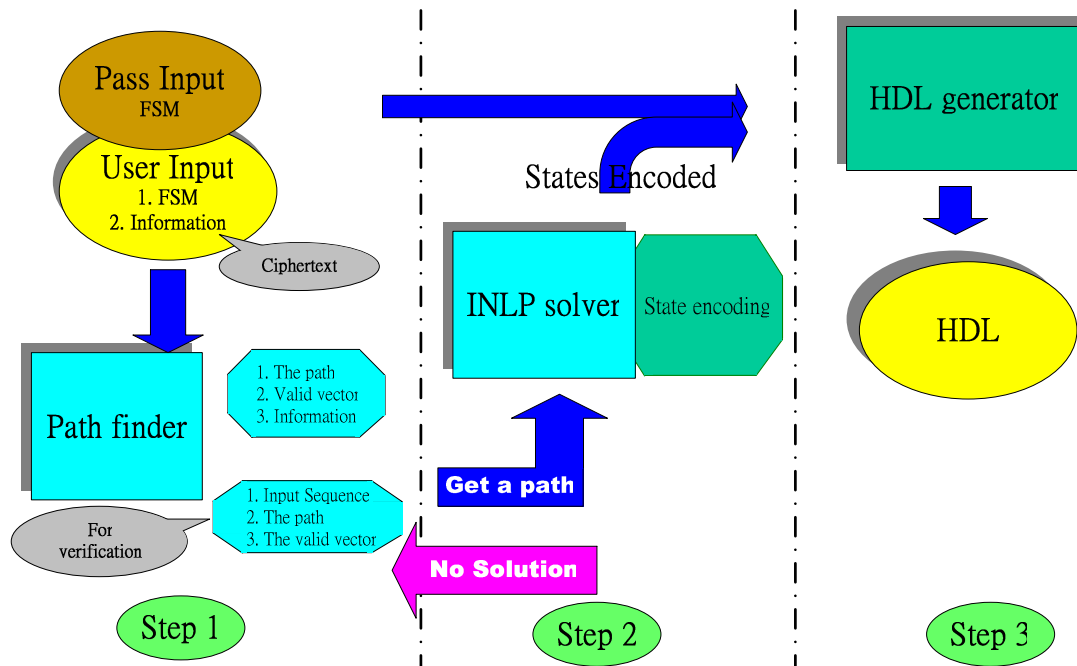 Pass Input
FSM
User Input
1. FSM
2. Information
Ciphertext
Path finder
1. The path
2. Valid vector
3. Information
For
verification
1. Input Sequence
2. The path
3. The valid vector
Step 1
States Encoded
INLP solver
State encoding
Get a path
No Solution
Step 2
HDL generator
HDL
Step 3